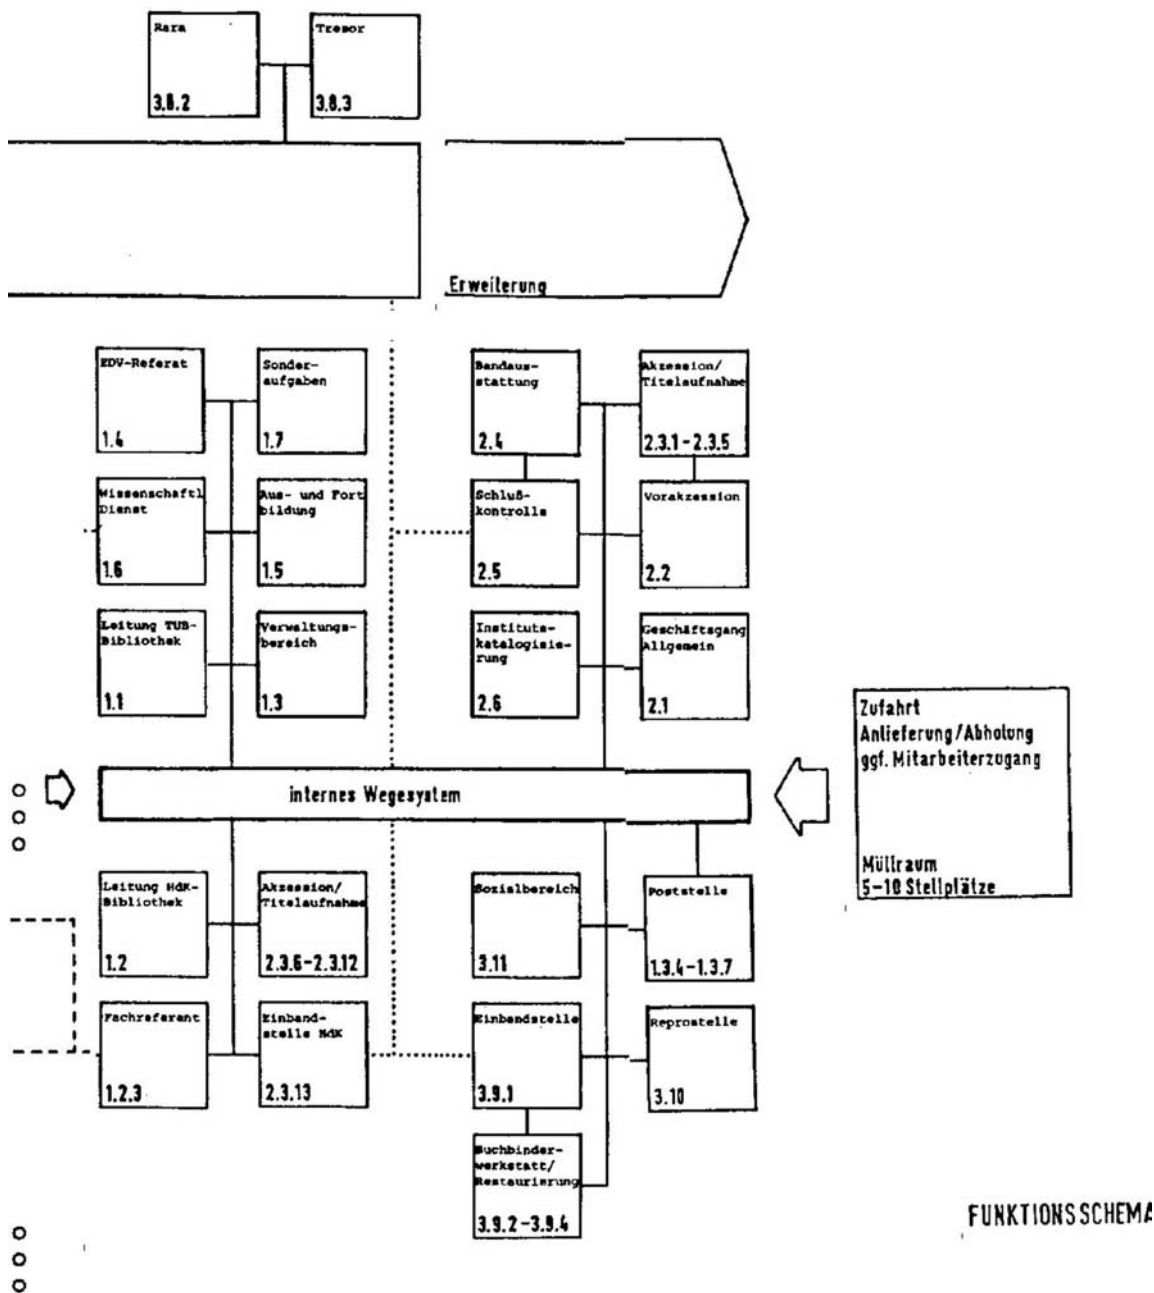 Rara
3.8.2
Tresor
3.8.3
Erweiterung
EDV-Referat
1.4
Sonder-
aufgaben
1.7
Bandaus-
stattung
2.4
Akzession/
Titelaufnahme
2.3.1-2.3.5
Wissenschaftl
Dienst
1.6
Aus- und Fort
bildung
1.5
Schluß-
kontrolle
2.5
Vorakzession
2.2
Leitung TUB-
Bibliothek
1.1
Verwaltungs-
bereich
1.3
Instituts-
katalogisie-
rung
2.6
Geschäftsgang
Allgemein
2.1
Zufahrt
Anlieferung/Abholung
ggf. Mitarbeiterzugang
Müllraum
5-10 Stellplätze
internes Wegesystem
Leitung HdK-
Bibliothek
1.2
Akzession/
Titelaufnahme
2.3.6-2.3.12
Sozialbereich
3.11
Poststelle
1.3.4-1.3.7
Fachreferant
1.2.3
Einband-
stelle HdK
2.3.13
Einbandstelle
3.9.1
Reprostelle
3.10
Buchbinder-
werkstatt/
Restaurierung
3.9.2-3.9.4
FUNKTIONSSCHEMA